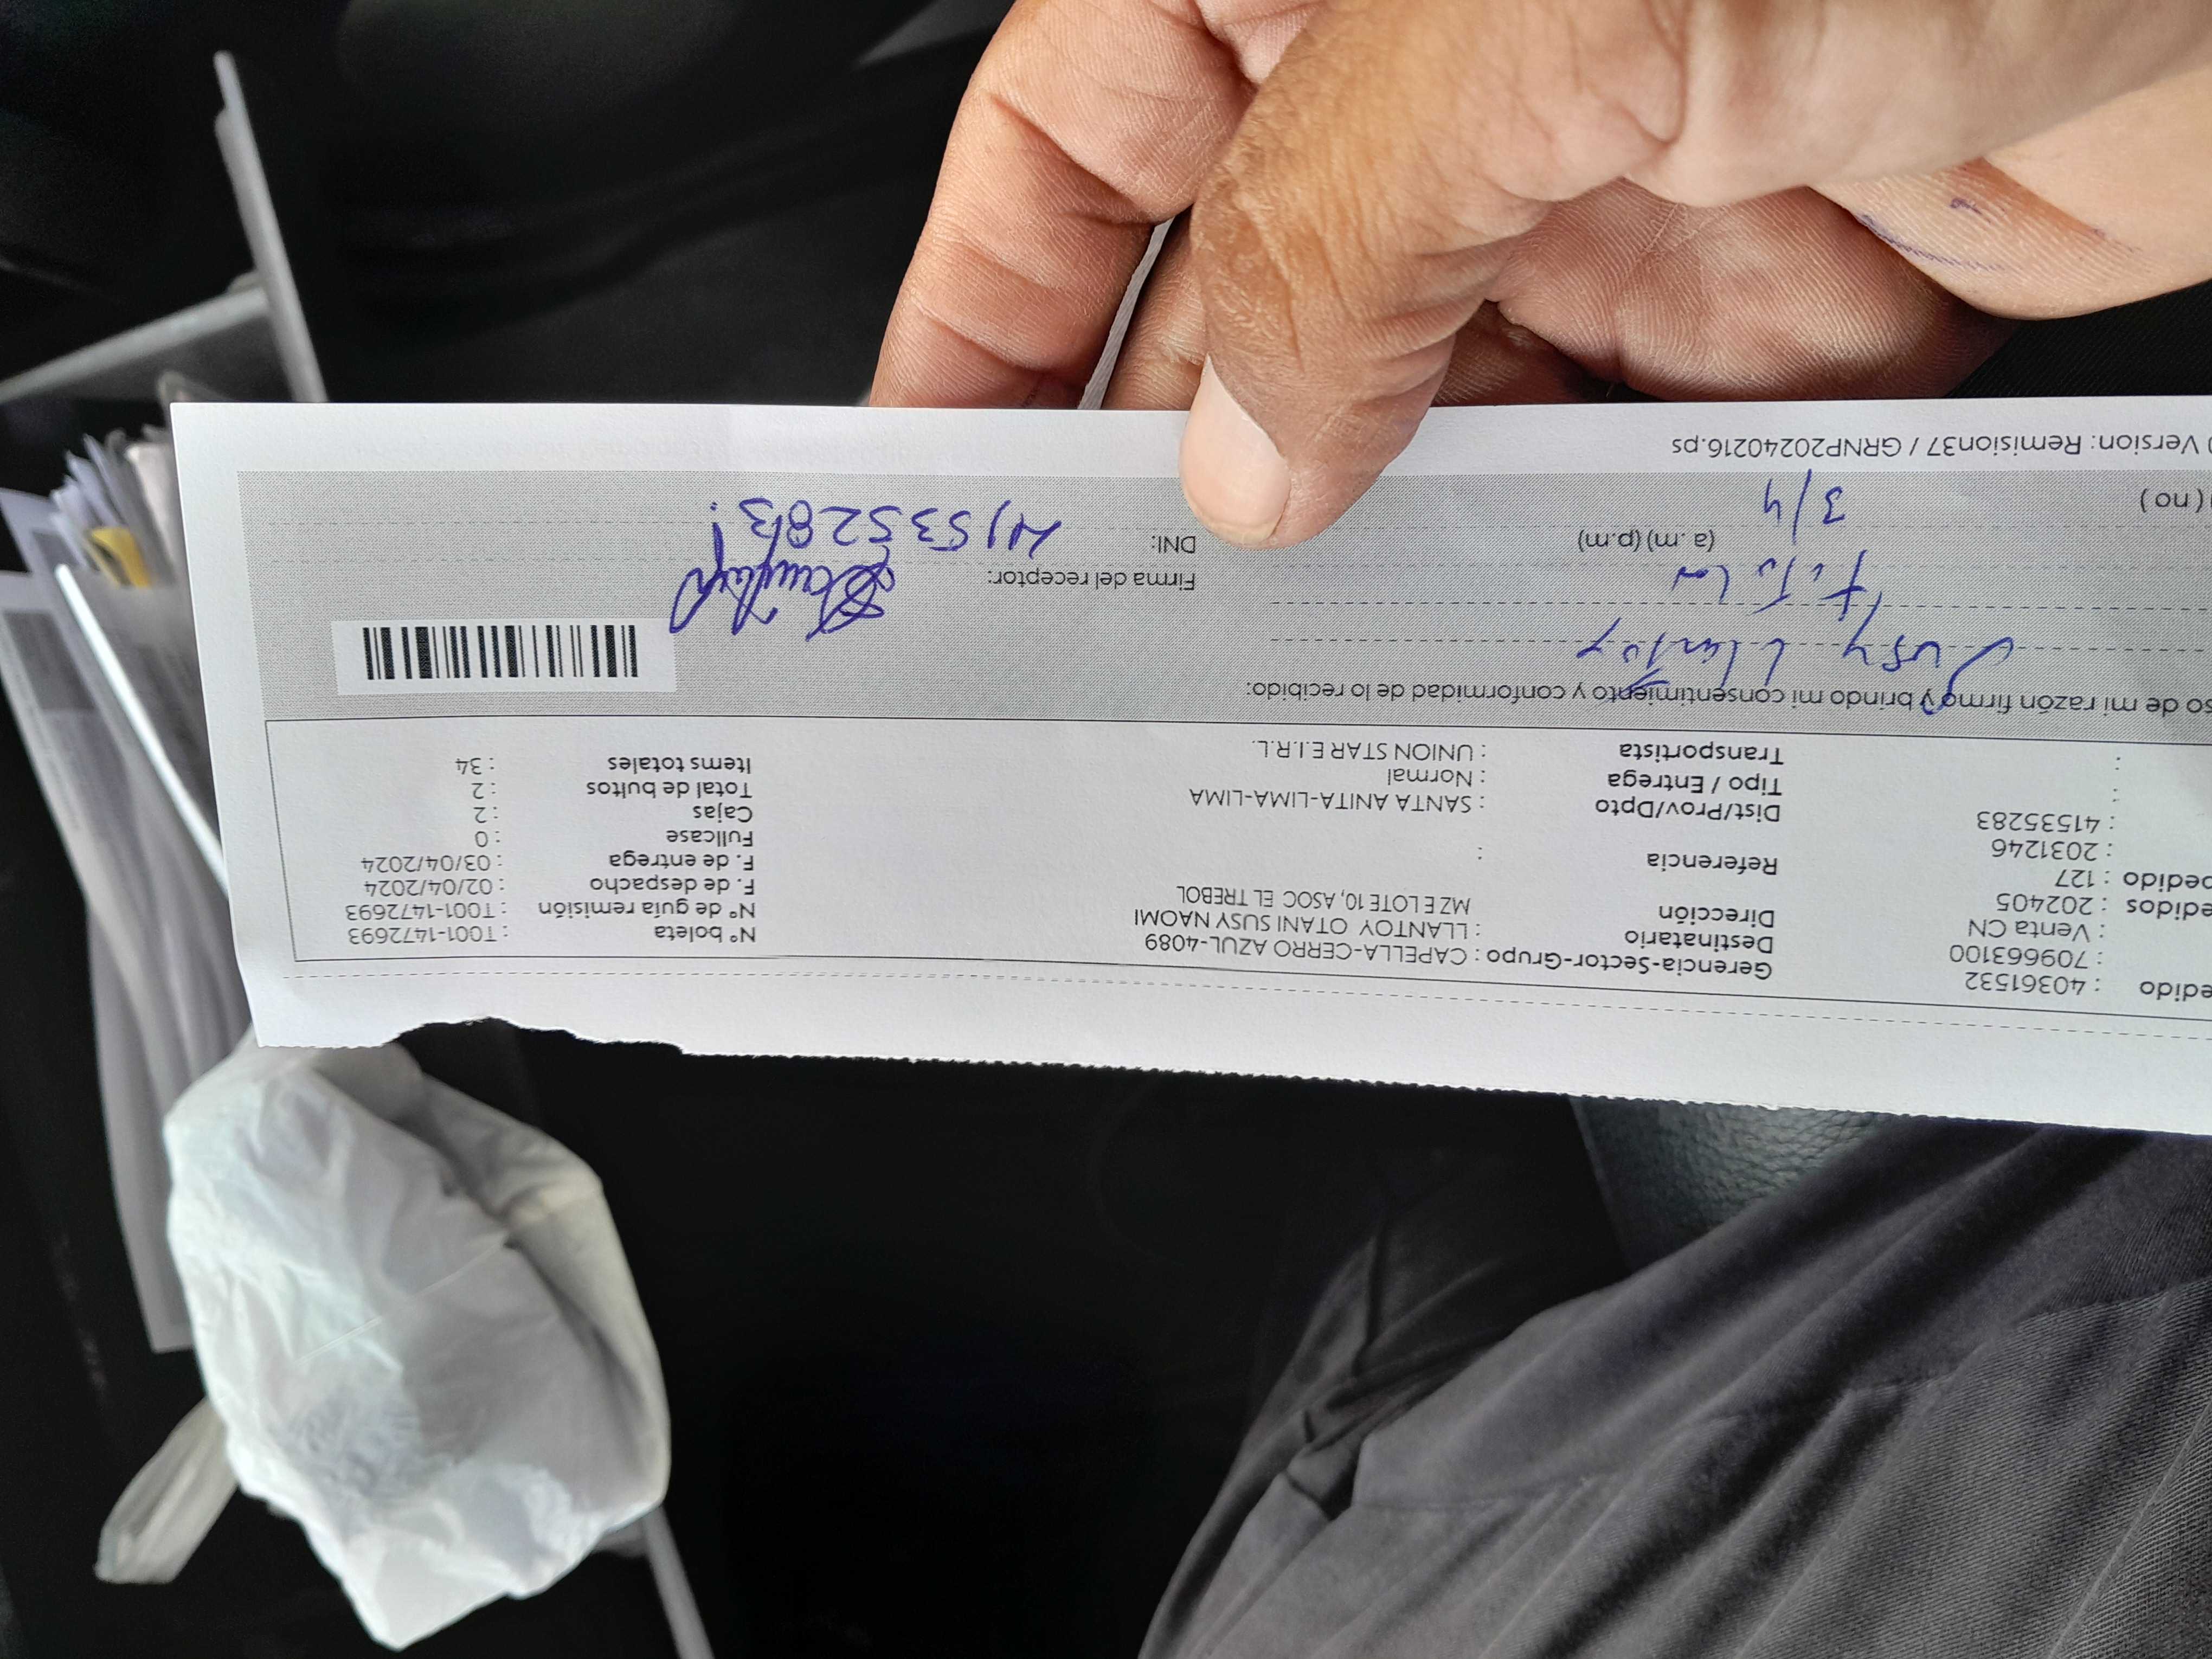 edido : 40361532
: 709663100
: Venta CN
edidos : 202405
edido : 127
: 2031246
: 41535283
:
:
Gerencia-Sector-Grupo : CAPELLA-CERRO AZUL-4089
Destinatario : LLANTOY OTANI SUSY NAOMI
Dirección MZ E LOTE 10, ASOC EL TREBOL
Referencia :
Dist/Prov/Dpto : SANTA ANITA-LIMA-LIMA
Tipo / Entrega : Normal
Transportista : UNION STAR E.I.R.L.
N° boleta : T001-1472693
N° de guía remisión : T001-1472693
F. de despacho : 02/04/2024
F. de entrega : 03/04/2024
Fullcase : 0
Cajas : 2
Total de bultos : 2
Items totales : 34
so de mi razón firmo y brindo mi consentimiento y conformidad de lo recibido:
Susy Llantoy
Titular
(a.m) (p.m)
3/4
Firma del receptor:
DNI: 41535283
( no )
) Version: Remision37 / GRNP20240216.ps